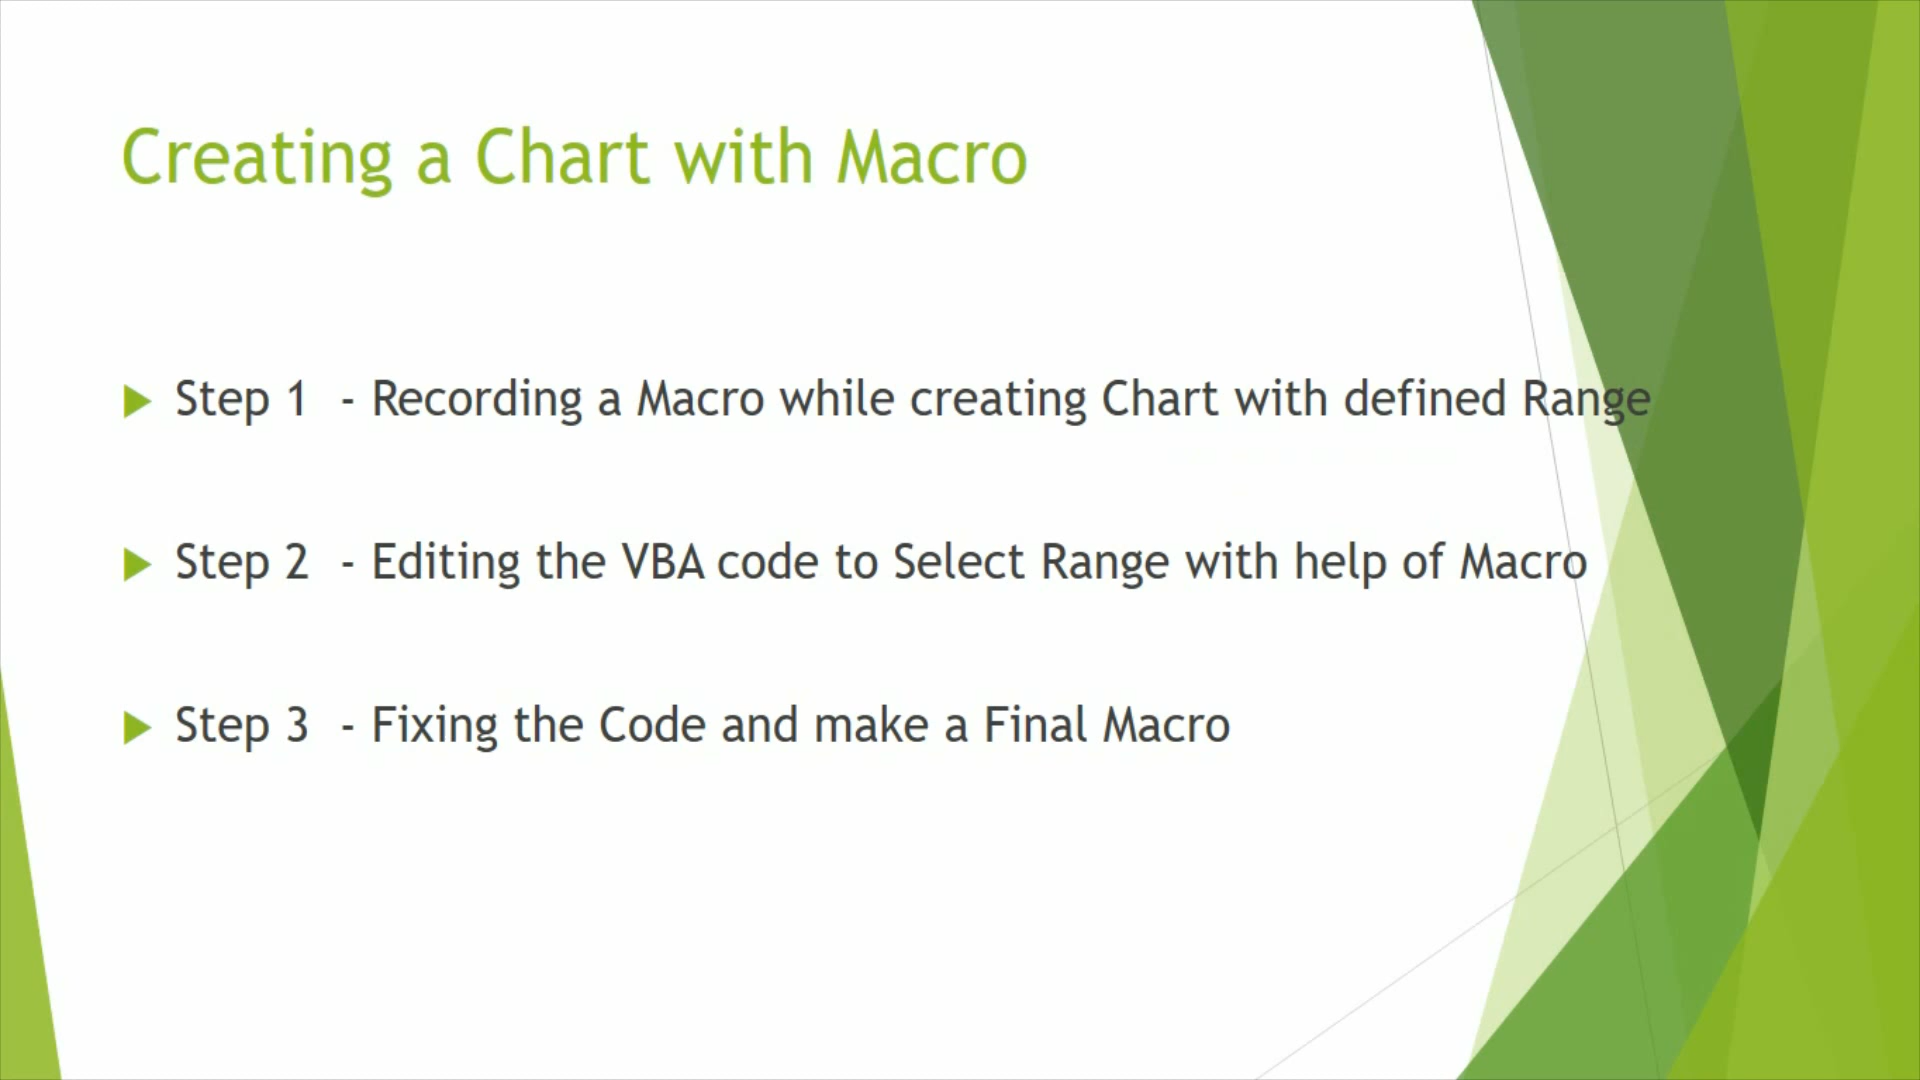 Creating a Chart with Macro
Step 1 - Recording a Macro while creating Chart with defined Range
Step 2 - Editing the VBA code to Select Range with help of Macro
Step 3 - Fixing the Code and make a Final Macro